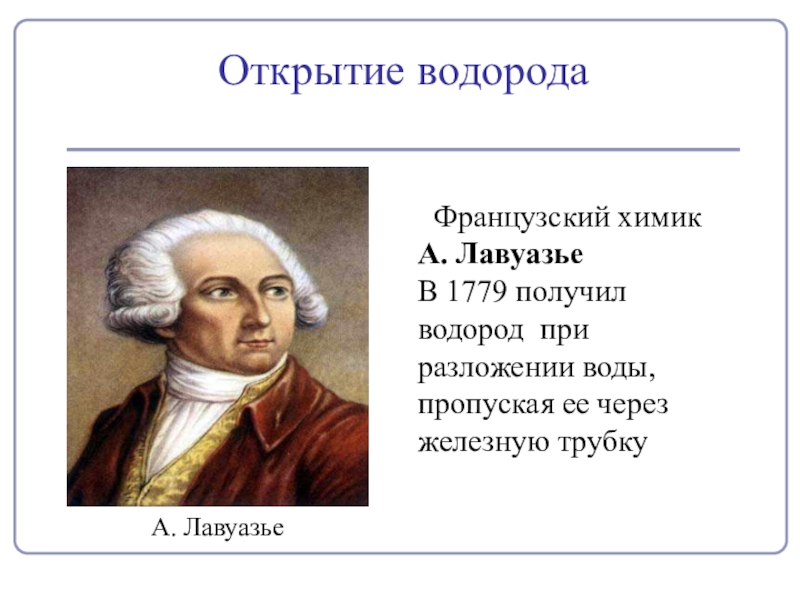 Открытие водорода
Французский химик
А. Лавуазье
В 1779 получил
водород при
разложении воды,
пропуская ее через
железную трубку
А. Лавуазье